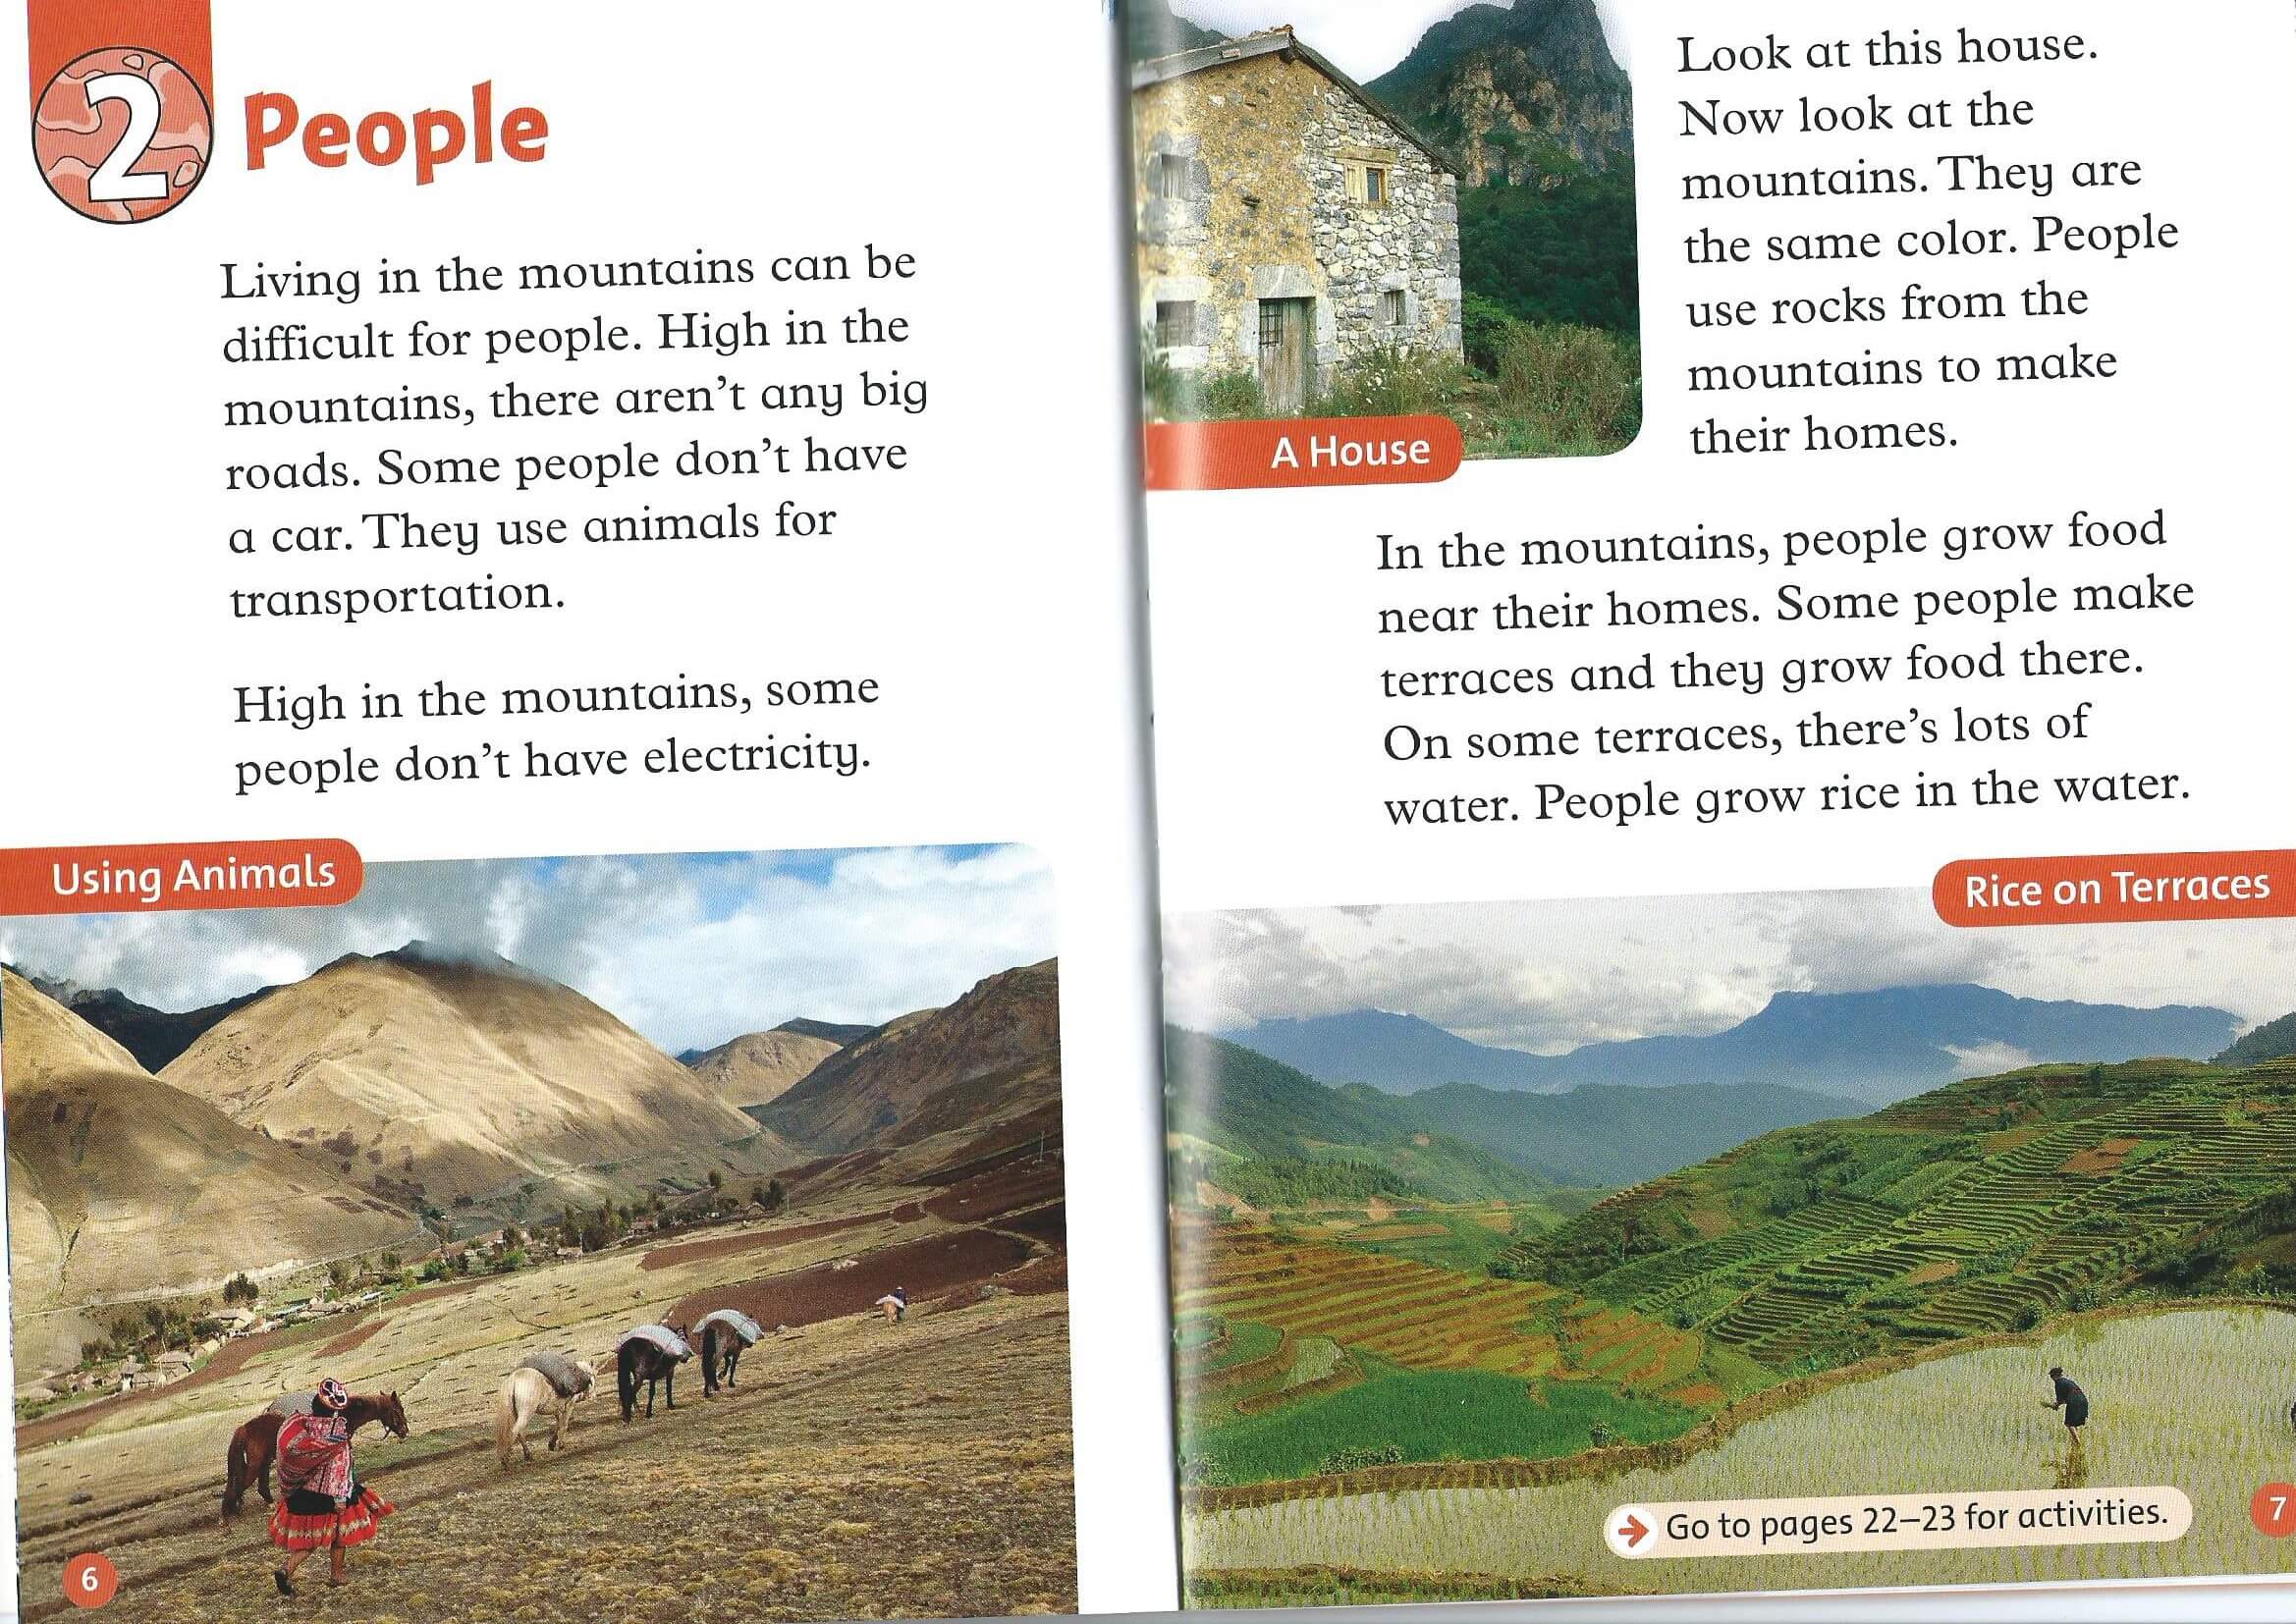 2
People
Living in the mountains can be
difficult for people. High in the
mountains, there aren't any big
roads. Some people don't have
a car. They use animals for
transportation.
High in the mountains, some
people don't have electricity.
Using Animals
6
Look at this house.
Now look at the
mountains. They are
the same color. People
use rocks from the
mountains to make
their homes.
A House
In the mountains, people grow food
near their homes. Some people make
terraces and they grow food there.
On some terraces, there's lots of
water. People grow rice in the water.
Rice on Terraces
Go to pages 22–23 for activities.
7